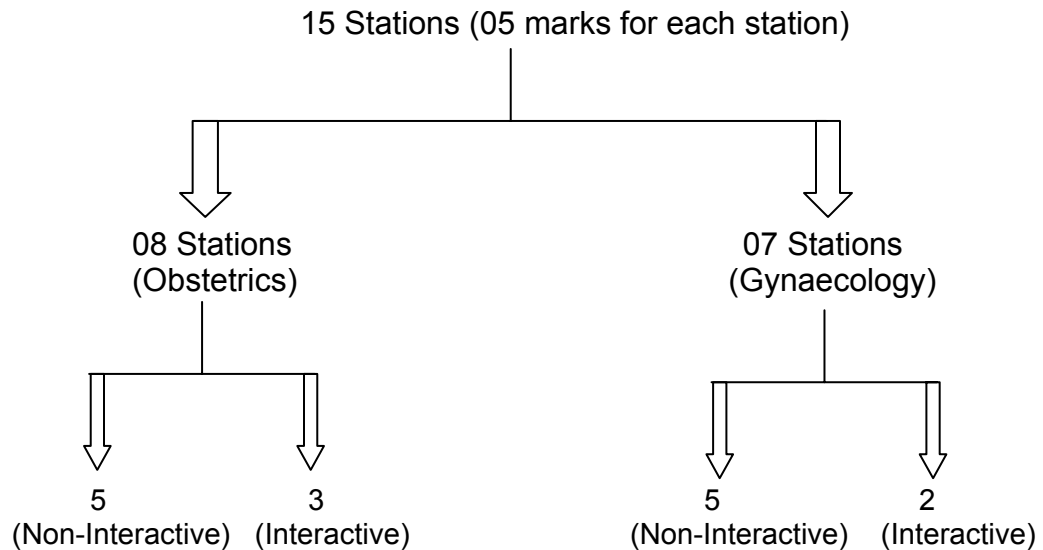 15 Stations (05 marks for each station)
08 Stations
(Obstetrics)
07 Stations
(Gynaecology)
5
(Non-Interactive)
3
(Interactive)
5
(Non-Interactive)
2
(Interactive)